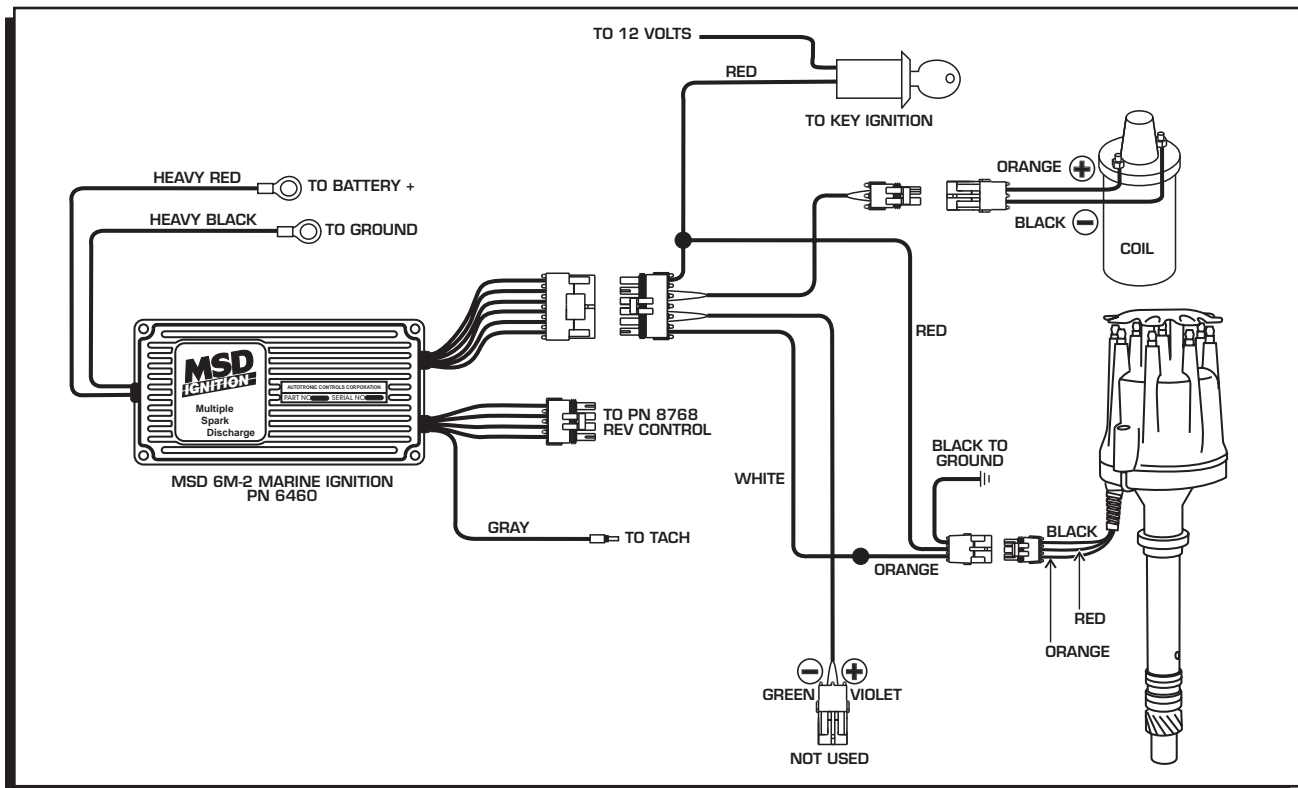 TO 12 VOLTS
RED
TO KEY IGNITION
ORANGE +
BLACK −
COIL
HEAVY RED
TO BATTERY +
HEAVY BLACK
TO GROUND
RED
MSD
IGNITION
AUTOTRONIC CONTROLS CORPORATION
PART NO SERIAL NO
Multiple
Spark
Discharge
MSD 6M-2 MARINE IGNITION
PN 6460
TO PN 8768
REV CONTROL
GRAY
TO TACH
WHITE
BLACK TO
GROUND
BLACK
ORANGE
RED
ORANGE
− +
GREEN VIOLET
NOT USED